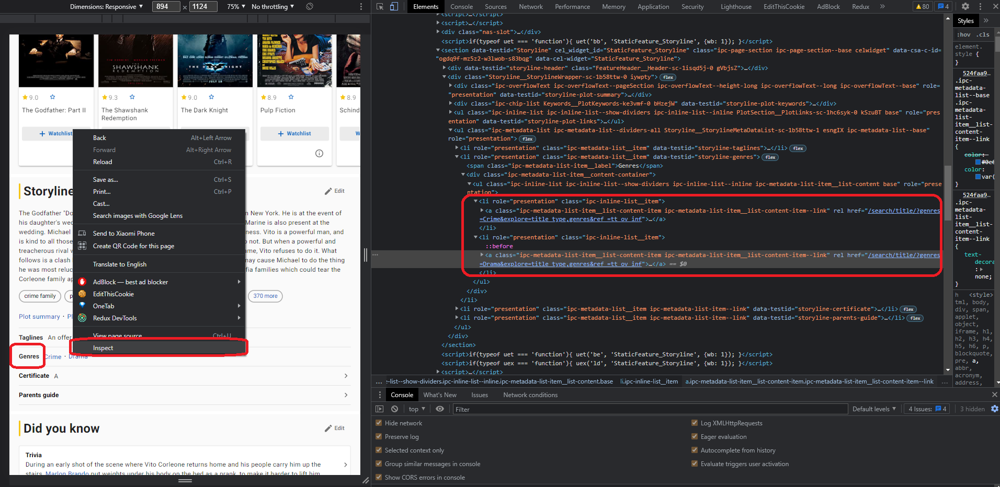 Dimensions: Responsive ▼ 894 × 1124 75% ▼ No throttling ▼
THE SHAWSHANK REDEMPTION
THE DARK KNIGHT
JULY 18
9.0
9.3
9.0
8.9
8.9
The Godfather: Part II
The Shawshank Redemption
The Dark Knight
Pulp Fiction
Schind
+ Watchlist
+ Watchlist
W
Back Alt+Left Arrow
Forward Alt+Right Arrow
Reload Ctrl+R
Save as... Ctrl+S
Print... Ctrl+P
Cast...
Search images with Google Lens
Send to Xiaomi Phone
Create QR Code for this page
Translate to English
AdBlock — best ad blocker
EditThisCookie
OneTab
Redux DevTools
View page source Ctrl+U
Inspect
Storyline
Edit
The Godfather "Do n New York. He is at the event of
his daughter's wed Marine is also present at the
wedding. Michael ness. Vito is a powerful man, and
is kind to all those o not. But when a powerful and
treacherous rival w ame, Vito refuses to do it. What
follows is a clash nay cause Michael to do the thing
he was most reluc fia families which could tear the
Corleone family ap
crime family p 370 more
Plot summary · Pl
Taglines An offer
Genres Crime · Drama
Certificate A
Parents guide
Did you know
Edit
Trivia
During an early shot of the scene where Vito Corleone returns home and his people carry him up the
stairs, Marlon Brando put weights under his body on the bed as a prank, to make it harder to lift him
Elements Console Sources Network Performance Memory Application Security Lighthouse EditThisCookie AdBlock Redux » 80 4
<script>…</script>
<script>…</script>
<div class="nas-slot">…</div>
<script>if(typeof uet === 'function'){ uet('bb', 'StaticFeature_Storyline', {wb: 1}); }</script>
<section data-testid="Storyline" cel_widget_id="StaticFeature_Storyline" class="ipc-page-section ipc-page-section--base celwidget" data-csa-c-id=
"ogdq9f-mz5z2-w3lwob-s83bqg" data-cel-widget="StaticFeature_Storyline">
<div data-testid="storyline-header" class="FeatureHeader__Header-sc-1isqd5j-0 gVbjsZ">…</div>
<div class="Storyline__StorylineWrapper-sc-1b58ttw-0 iywpty"> flex
<div class="ipc-overflowText ipc-overflowText--pageSection ipc-overflowText--height-long ipc-overflowText--long ipc-overflowText--base" role=
"presentation" data-testid="storyline-plot-summary">…</div>
<div class="ipc-chip-list Keywords__PlotKeywords-ke3vmf-0 bHzejW" data-testid="storyline-plot-keywords">…</div>
<ul class="ipc-inline-list ipc-inline-list--show-dividers ipc-inline-list--inline PlotSection__PlotLinks-sc-1hc6syk-0 kSzuBT base" role="pres
entation" data-testid="storyline-plot-links">…</ul>
<ul class="ipc-metadata-list ipc-metadata-list--dividers-all Storyline__StorylineMetaDataList-sc-1b58ttw-1 esngIX ipc-metadata-list--base"
role="presentation"> flex
<li role="presentation" class="ipc-metadata-list__item" data-testid="storyline-taglines">…</li> flex
<li role="presentation" class="ipc-metadata-list__item" data-testid="storyline-genres"> flex
<span class="ipc-metadata-list-item__label">Genres</span>
<div class="ipc-metadata-list-item__content-container">
<ul class="ipc-inline-list ipc-inline-list--show-dividers ipc-inline-list--inline ipc-metadata-list-item__list-content base" role="prese
ntation">
<li role="presentation" class="ipc-inline-list__item">
<a class="ipc-metadata-list-item__list-content-item ipc-metadata-list-item__list-content-item--link" rel href="/search/title/?genres
=Crime&explore=title_type,genres&ref_=tt_ov_inf">…</a>
</li>
<li role="presentation" class="ipc-inline-list__item">
::before
<a class="ipc-metadata-list-item__list-content-item ipc-metadata-list-item__list-content-item--link" rel href="/search/title/?genres
=Drama&explore=title_type,genres&ref_=tt_ov_inf">…</a> == $0
</li>
</ul>
</div>
</li>
<li role="presentation" class="ipc-metadata-list__item ipc-metadata-list-item--link" data-testid="storyline-certificate">…</li> flex
<li role="presentation" class="ipc-metadata-list__item ipc-metadata-list-item--link" data-testid="storyline-parents-guide">…</li> flex
</ul>
</div>
</section>
<script>if(typeof uet === 'function'){ uet('be', 'StaticFeature_Storyline', {wb: 1}); }</script>
<script>if(typeof uex === 'function'){ uex('ld', 'StaticFeature_Storyline', {wb: 1}); }</script>
<script>…</script>
… e-list--show-dividers.ipc-inline-list--inline.ipc-metadata-list-item__list-content.base li.ipc-inline-list__item a.ipc-metadata-list-item__list-content-item.ipc-metadata-list-item__list-content-item--link …
Styles »
:hov .cls
element.
style {
}
524faa9…
.ipc-
metadata-
list--base
.ipc-
metadata-
list-
item__list-
content-
item--link
{
color:
#0e6
color:
var(
}
524faa9…
.ipc-
metadata-
list-
item__list-
content-
item--link
{
text-
decora
:
none;
}
h <style>
tml, body,
div, span,
applet,
object,
iframe, h1,
h2, h3, h4,
h5, h6, p,
blockquote,
pre, a,
abbr,
acronym,
address,
Console What's New Issues Network conditions
top ▼ Filter Default levels ▼ 4 Issues: 4 3 hidden
Hide network
Preserve log
Selected context only
Group similar messages in console
Show CORS errors in console
Log XMLHttpRequests
Eager evaluation
Autocomplete from history
Evaluate triggers user activation